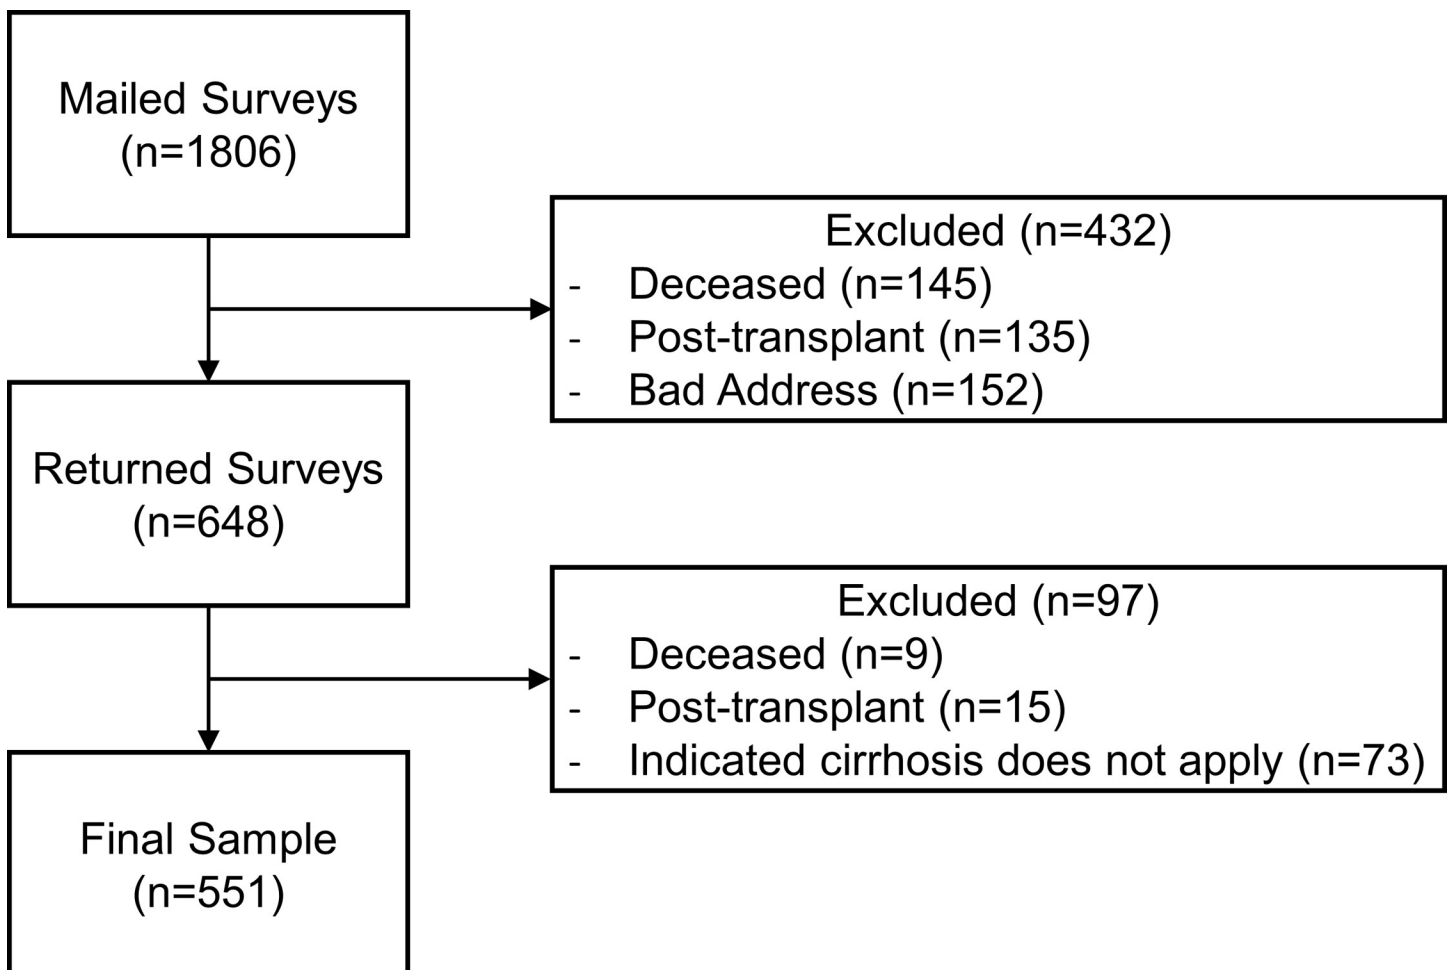 Mailed Surveys
(n=1806)
Excluded (n=432)
- Deceased (n=145)
- Post-transplant (n=135)
- Bad Address (n=152)
Returned Surveys
(n=648)
Excluded (n=97)
- Deceased (n=9)
- Post-transplant (n=15)
- Indicated cirrhosis does not apply (n=73)
Final Sample
(n=551)